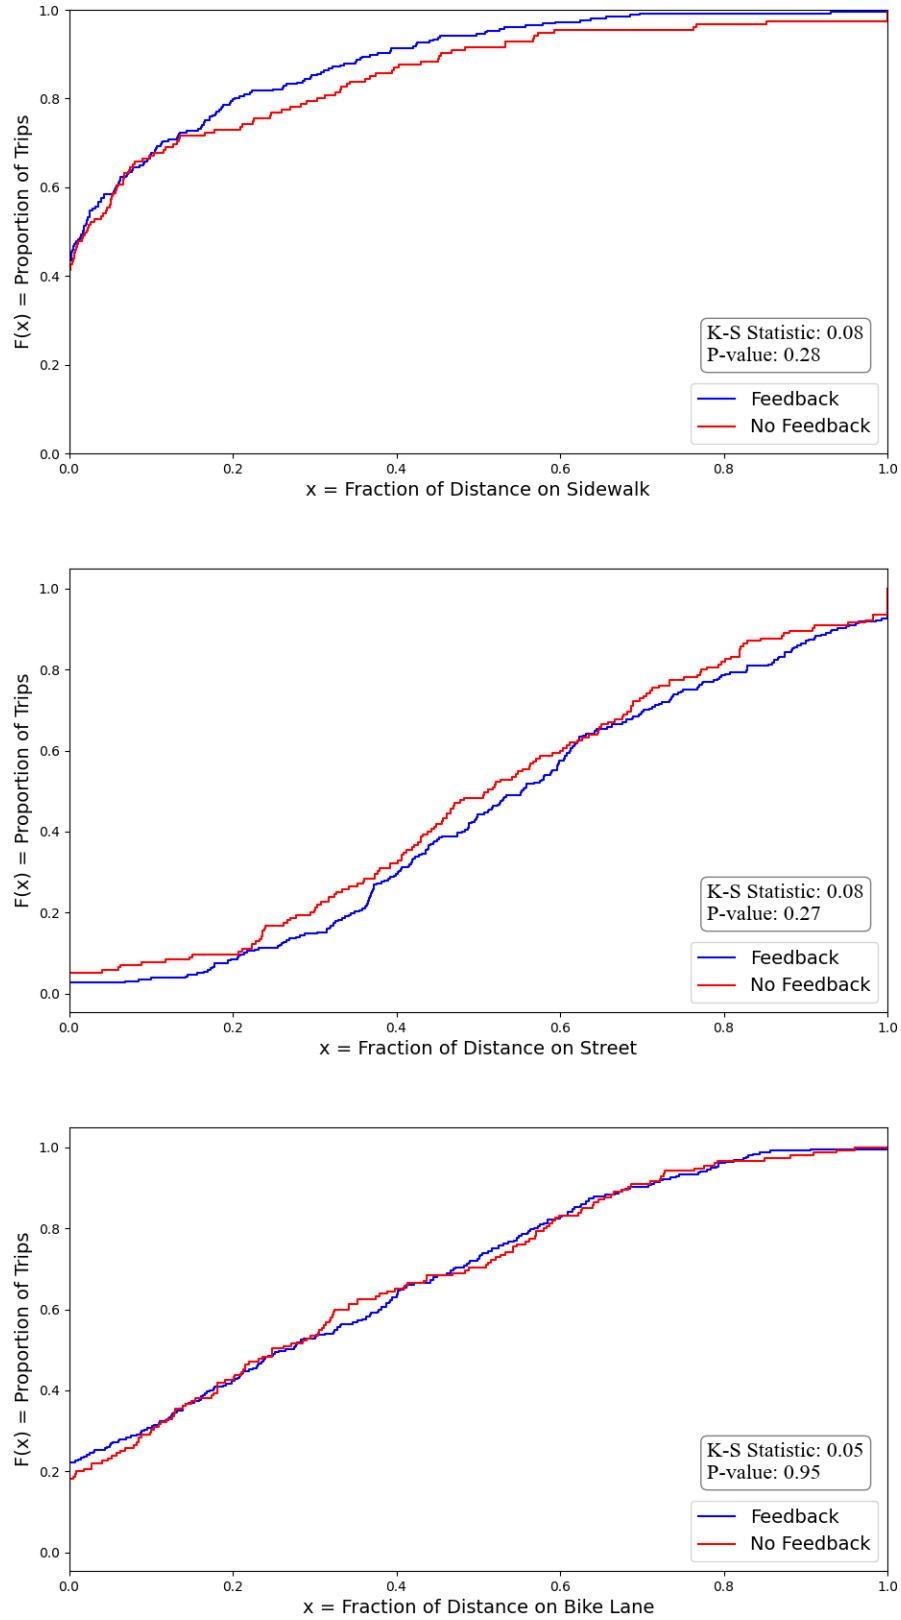 1.0
0.8
0.6
0.4
0.2
0.0
F(x) = Proportion of Trips
K-S Statistic: 0.08
P-value: 0.28
Feedback
No Feedback
0.0 0.2 0.4 0.6 0.8 1.0
x = Fraction of Distance on Sidewalk
1.0
0.8
0.6
0.4
0.2
0.0
F(x) = Proportion of Trips
K-S Statistic: 0.08
P-value: 0.27
Feedback
No Feedback
0.0 0.2 0.4 0.6 0.8 1.0
x = Fraction of Distance on Street
1.0
0.8
0.6
0.4
0.2
0.0
F(x) = Proportion of Trips
K-S Statistic: 0.05
P-value: 0.95
Feedback
No Feedback
0.0 0.2 0.4 0.6 0.8 1.0
x = Fraction of Distance on Bike Lane